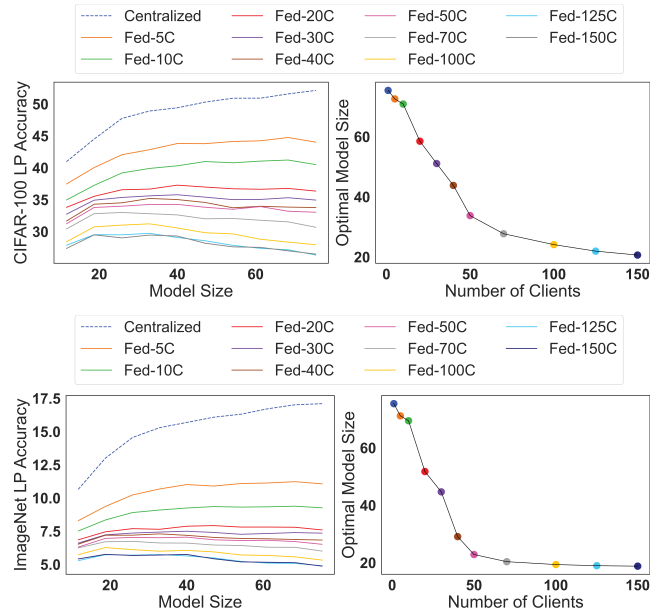 Centralized Fed-20C Fed-50C Fed-125C
Fed-5C Fed-30C Fed-70C Fed-150C
Fed-10C Fed-40C Fed-100C
CIFAR-100 LP Accuracy
50
45
40
35
30
20 40 60
Model Size
Optimal Model Size
60
40
20
0 50 100 150
Number of Clients
Centralized Fed-20C Fed-50C Fed-125C
Fed-5C Fed-30C Fed-70C Fed-150C
Fed-10C Fed-40C Fed-100C
ImageNet LP Accuracy
17.5
15.0
12.5
10.0
7.5
5.0
20 40 60
Model Size
Optimal Model Size
60
40
20
0 50 100 150
Number of Clients